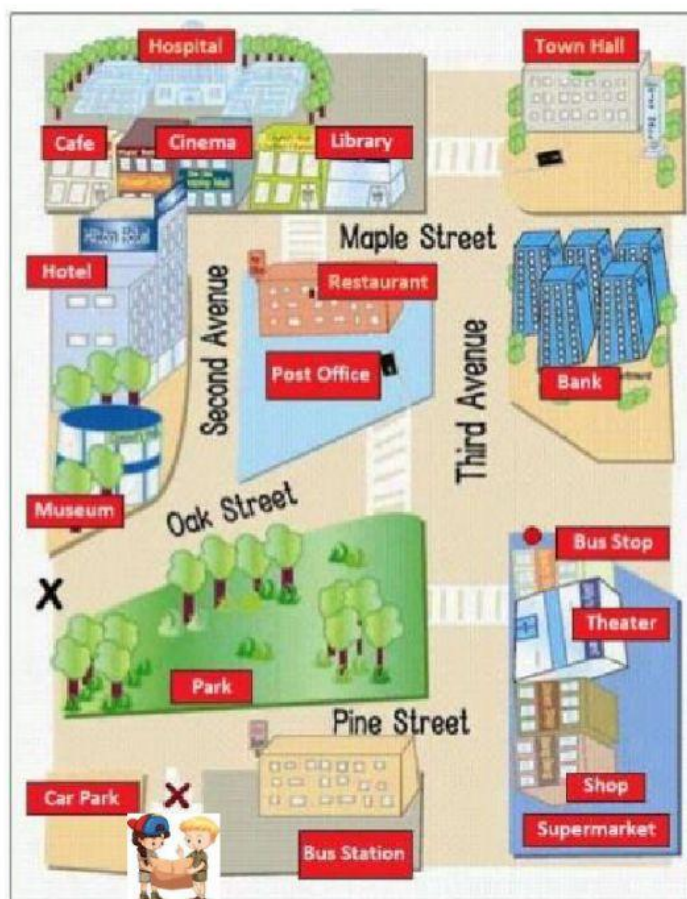 Hospital
Town Hall
Cafe
Cinema
Library
Maple Street
Hotel
Restaurant
Second Avenue
Third Avenue
Post Office
Bank
Museum
Oak Street
Bus Stop
X
Theater
Park
Pine Street
Car Park
X
Shop
Supermarket
Bus Station